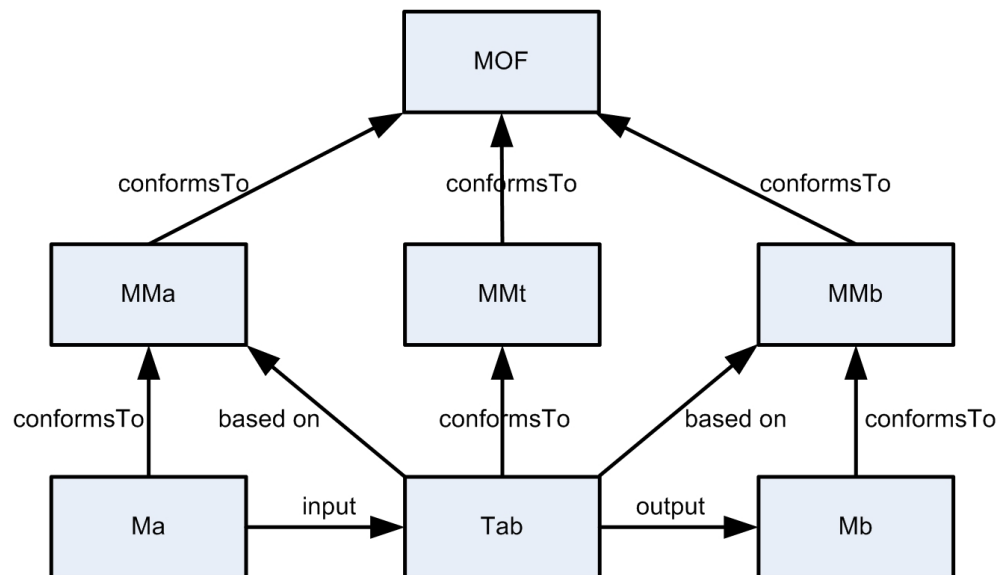 MOF
conformsTo
conformsTo
conformsTo
MMa
MMt
MMb
conformsTo
based on
conformsTo
based on
conformsTo
Ma
input
Tab
output
Mb